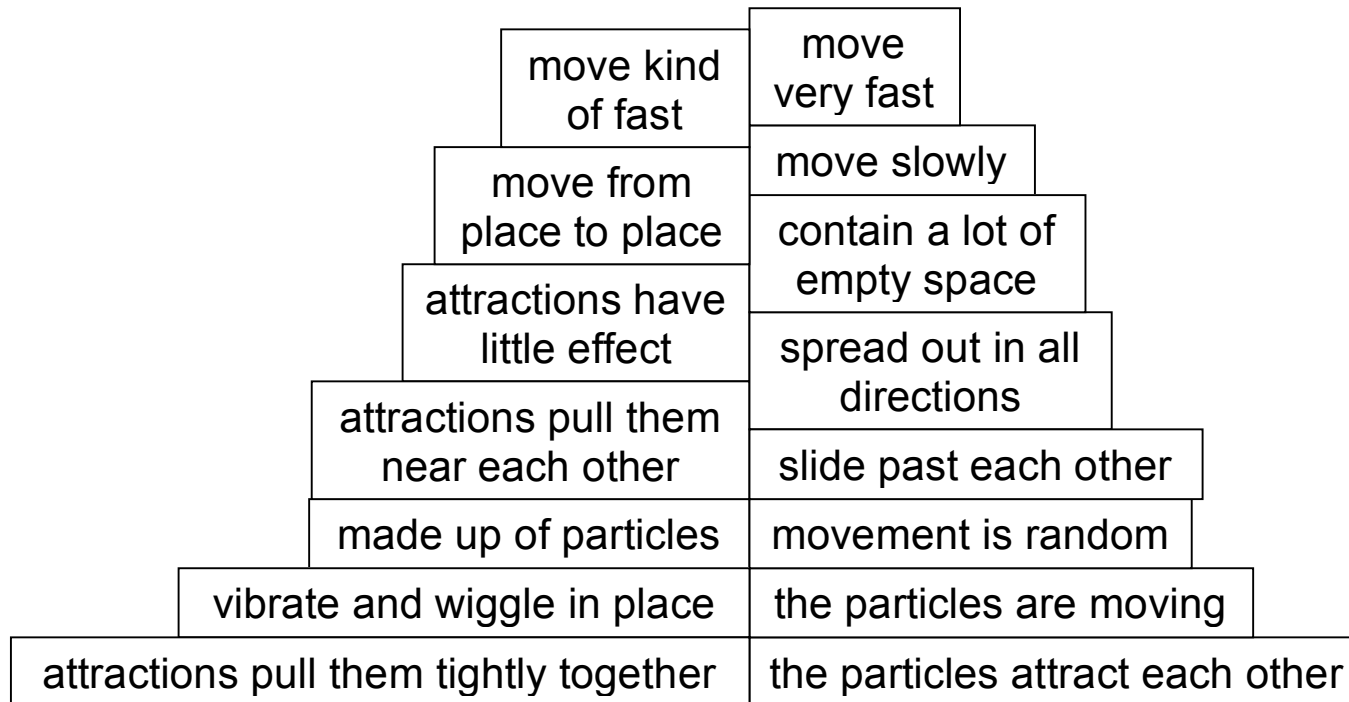 move kind
of fast
move from
place to place
attractions have
little effect
attractions pull them
near each other
made up of particles
vibrate and wiggle in place
attractions pull them tightly together
move
very fast
move slowly
contain a lot of
empty space
spread out in all
directions
slide past each other
movement is random
the particles are moving
the particles attract each other